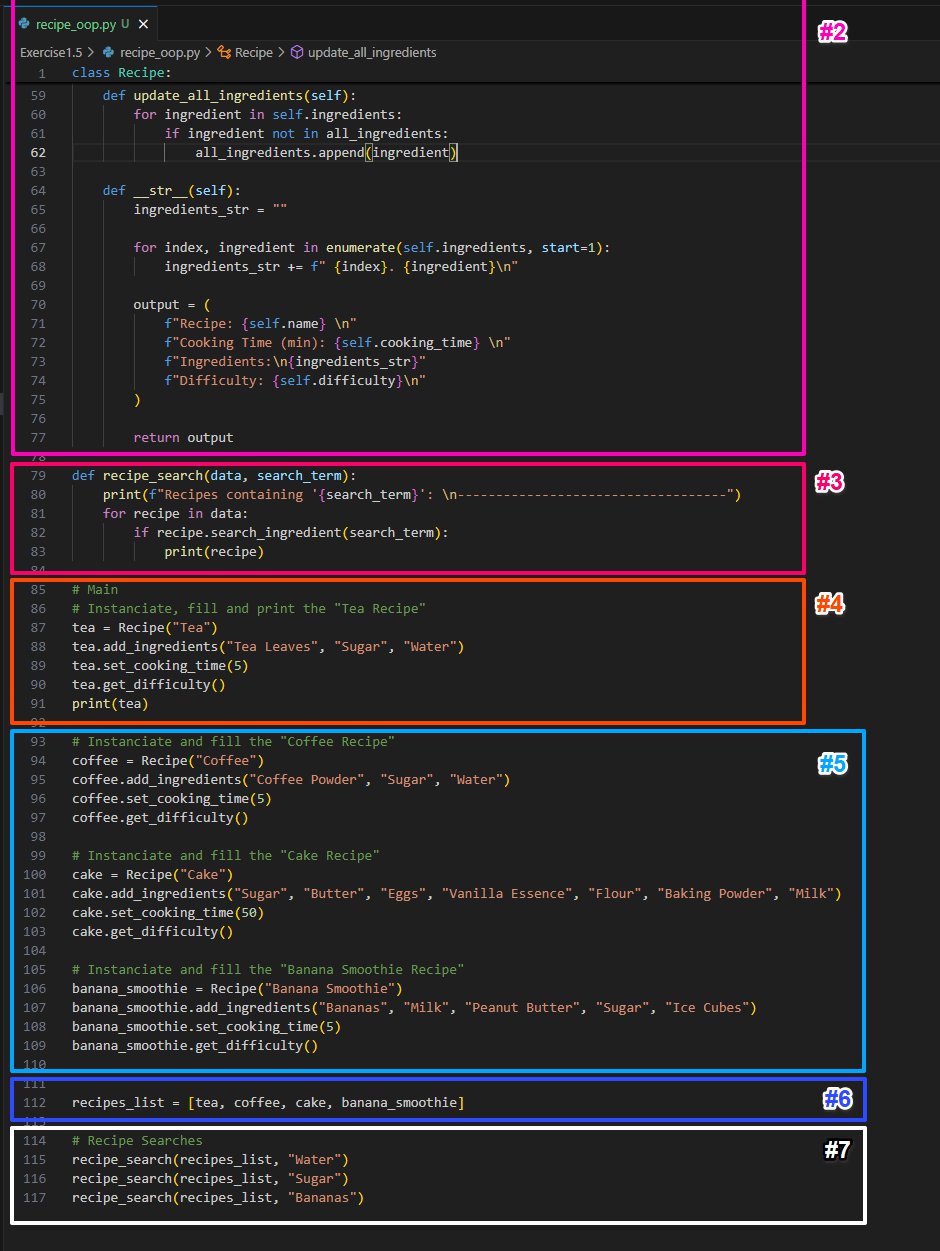 recipe_oop.py U ×
#2
Exercise1.5 > recipe_oop.py > Recipe > update_all_ingredients
1 class Recipe:
59     def update_all_ingredients(self):
60         for ingredient in self.ingredients:
61             if ingredient not in all_ingredients:
62                 all_ingredients.append(ingredient)
63
64     def __str__(self):
65         ingredients_str = ""
66
67         for index, ingredient in enumerate(self.ingredients, start=1):
68             ingredients_str += f" {index}. {ingredient}\n"
69
70         output = (
71             f"Recipe: {self.name} \n"
72             f"Cooking Time (min): {self.cooking_time} \n"
73             f"Ingredients:\n{ingredients_str}"
74             f"Difficulty: {self.difficulty}\n"
75         )
76
77         return output
78
79 def recipe_search(data, search_term):
#3
80     print(f"Recipes containing '{search_term}': \n-----------------------------------")
81     for recipe in data:
82         if recipe.search_ingredient(search_term):
83             print(recipe)
84
85 # Main
#4
86 # Instanciate, fill and print the "Tea Recipe"
87 tea = Recipe("Tea")
88 tea.add_ingredients("Tea Leaves", "Sugar", "Water")
89 tea.set_cooking_time(5)
90 tea.get_difficulty()
91 print(tea)
92
93 # Instanciate and fill the "Coffee Recipe"
#5
94 coffee = Recipe("Coffee")
95 coffee.add_ingredients("Coffee Powder", "Sugar", "Water")
96 coffee.set_cooking_time(5)
97 coffee.get_difficulty()
98
99 # Instanciate and fill the "Cake Recipe"
100 cake = Recipe("Cake")
101 cake.add_ingredients("Sugar", "Butter", "Eggs", "Vanilla Essence", "Flour", "Baking Powder", "Milk")
102 cake.set_cooking_time(50)
103 cake.get_difficulty()
104
105 # Instanciate and fill the "Banana Smoothie Recipe"
106 banana_smoothie = Recipe("Banana Smoothie")
107 banana_smoothie.add_ingredients("Bananas", "Milk", "Peanut Butter", "Sugar", "Ice Cubes")
108 banana_smoothie.set_cooking_time(5)
109 banana_smoothie.get_difficulty()
110
111
112 recipes_list = [tea, coffee, cake, banana_smoothie]
#6
113
114 # Recipe Searches
#7
115 recipe_search(recipes_list, "Water")
116 recipe_search(recipes_list, "Sugar")
117 recipe_search(recipes_list, "Bananas")